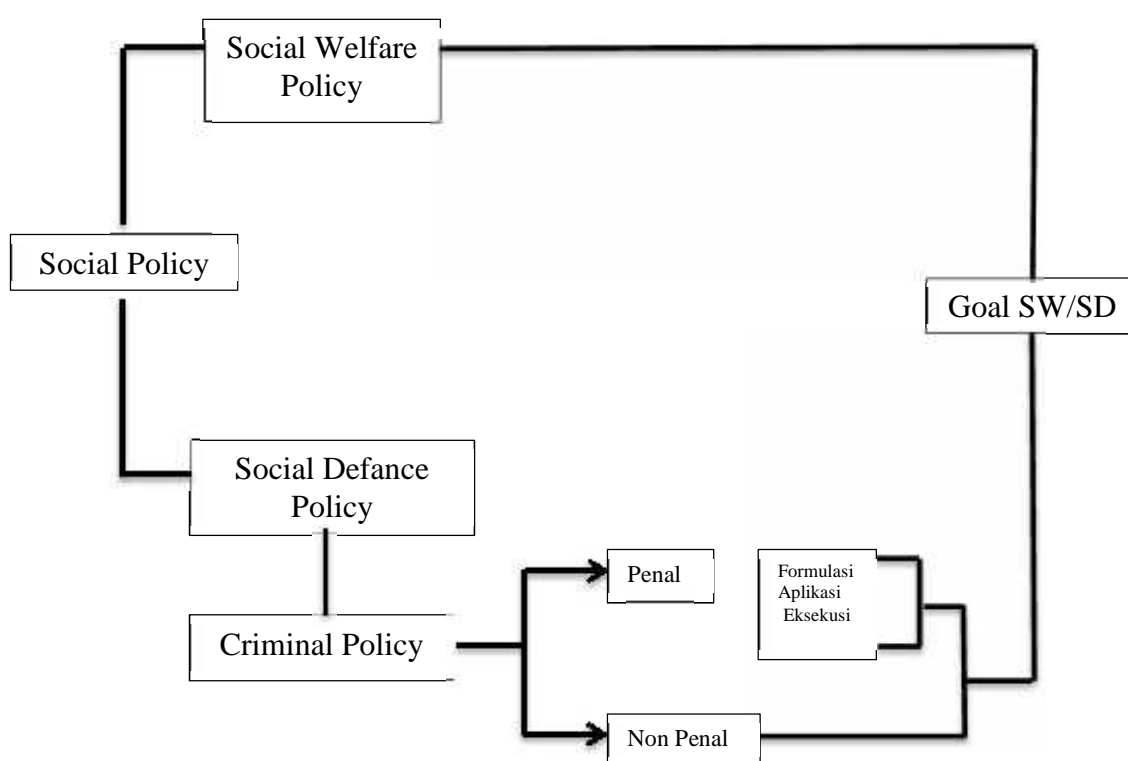 Social Welfare
Policy
Social Policy
Goal SW/SD
Social Defance
Policy
Penal
Formulasi
Aplikasi
Eksekusi
Criminal Policy
Non Penal